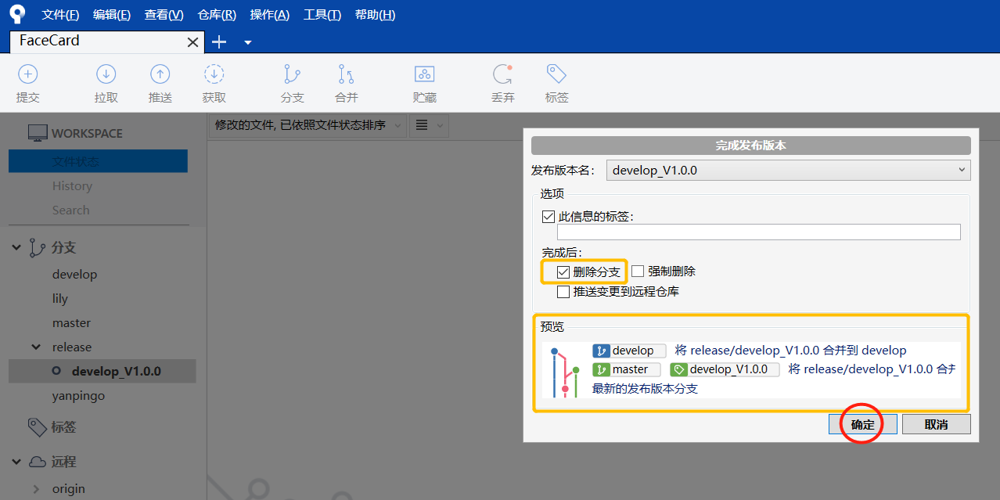 文件(F) 编辑(E) 查看(V) 仓库(R) 操作(A) 工具(T) 帮助(H)
FaceCard
提交 拉取 推送 获取 分支 合并 贮藏 丢弃 标签
WORKSPACE
文件状态
History
Search
分支
develop
lily
master
release
develop_V1.0.0
yanpingo
标签
远程
origin
修改的文件, 已依照文件状态排序
完成发布版本
发布版本名: develop_V1.0.0
选项
此信息的标签:
完成后:
删除分支 强制删除
推送变更到远程仓库
预览
develop 将 release/develop_V1.0.0 合并到 develop
master develop_V1.0.0 将 release/develop_V1.0.0 合并
最新的发布版本分支
确定 取消